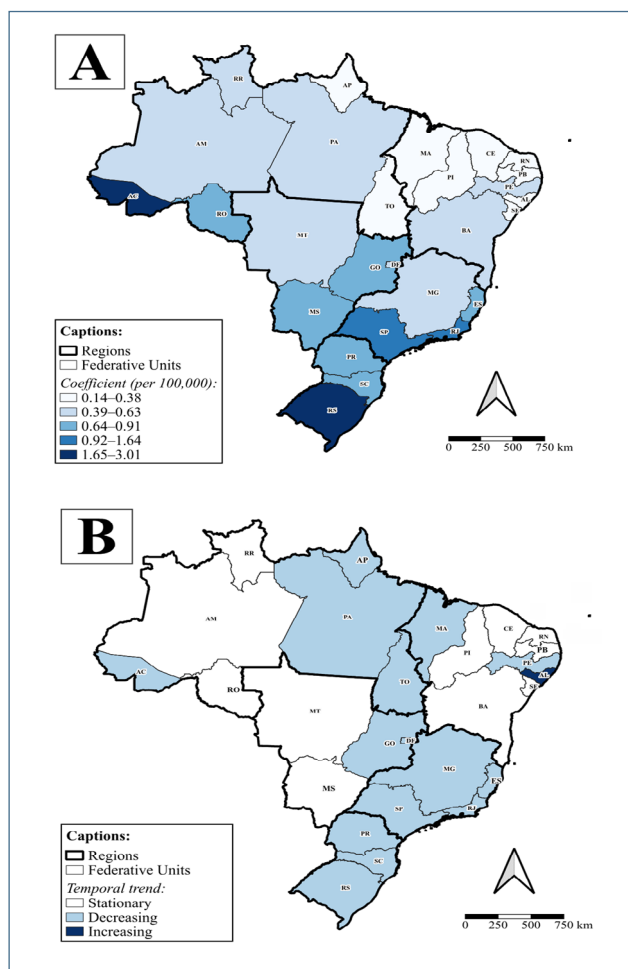 A
RR
AP
AM
PA
MA
CE
RN
PB
PI
PE
AL
SE
AC
TO
RO
BA
MT
GO
DF
MG
MS
ES
SP
RJ
PR
SC
RS
Captions:
Regions
Federative Units
Coefficient (per 100,000):
0.14–0.38
0.39–0.63
0.64–0.91
0.92–1.64
1.65–3.01
0 250 500 750 km
B
RR
AP
AM
PA
MA
CE
RN
PB
PI
PE
AL
SE
AC
TO
RO
BA
MT
GO
DF
MG
MS
ES
SP
RJ
PR
SC
RS
Captions:
Regions
Federative Units
Temporal trend:
Stationary
Decreasing
Increasing
0 250 500 750 km